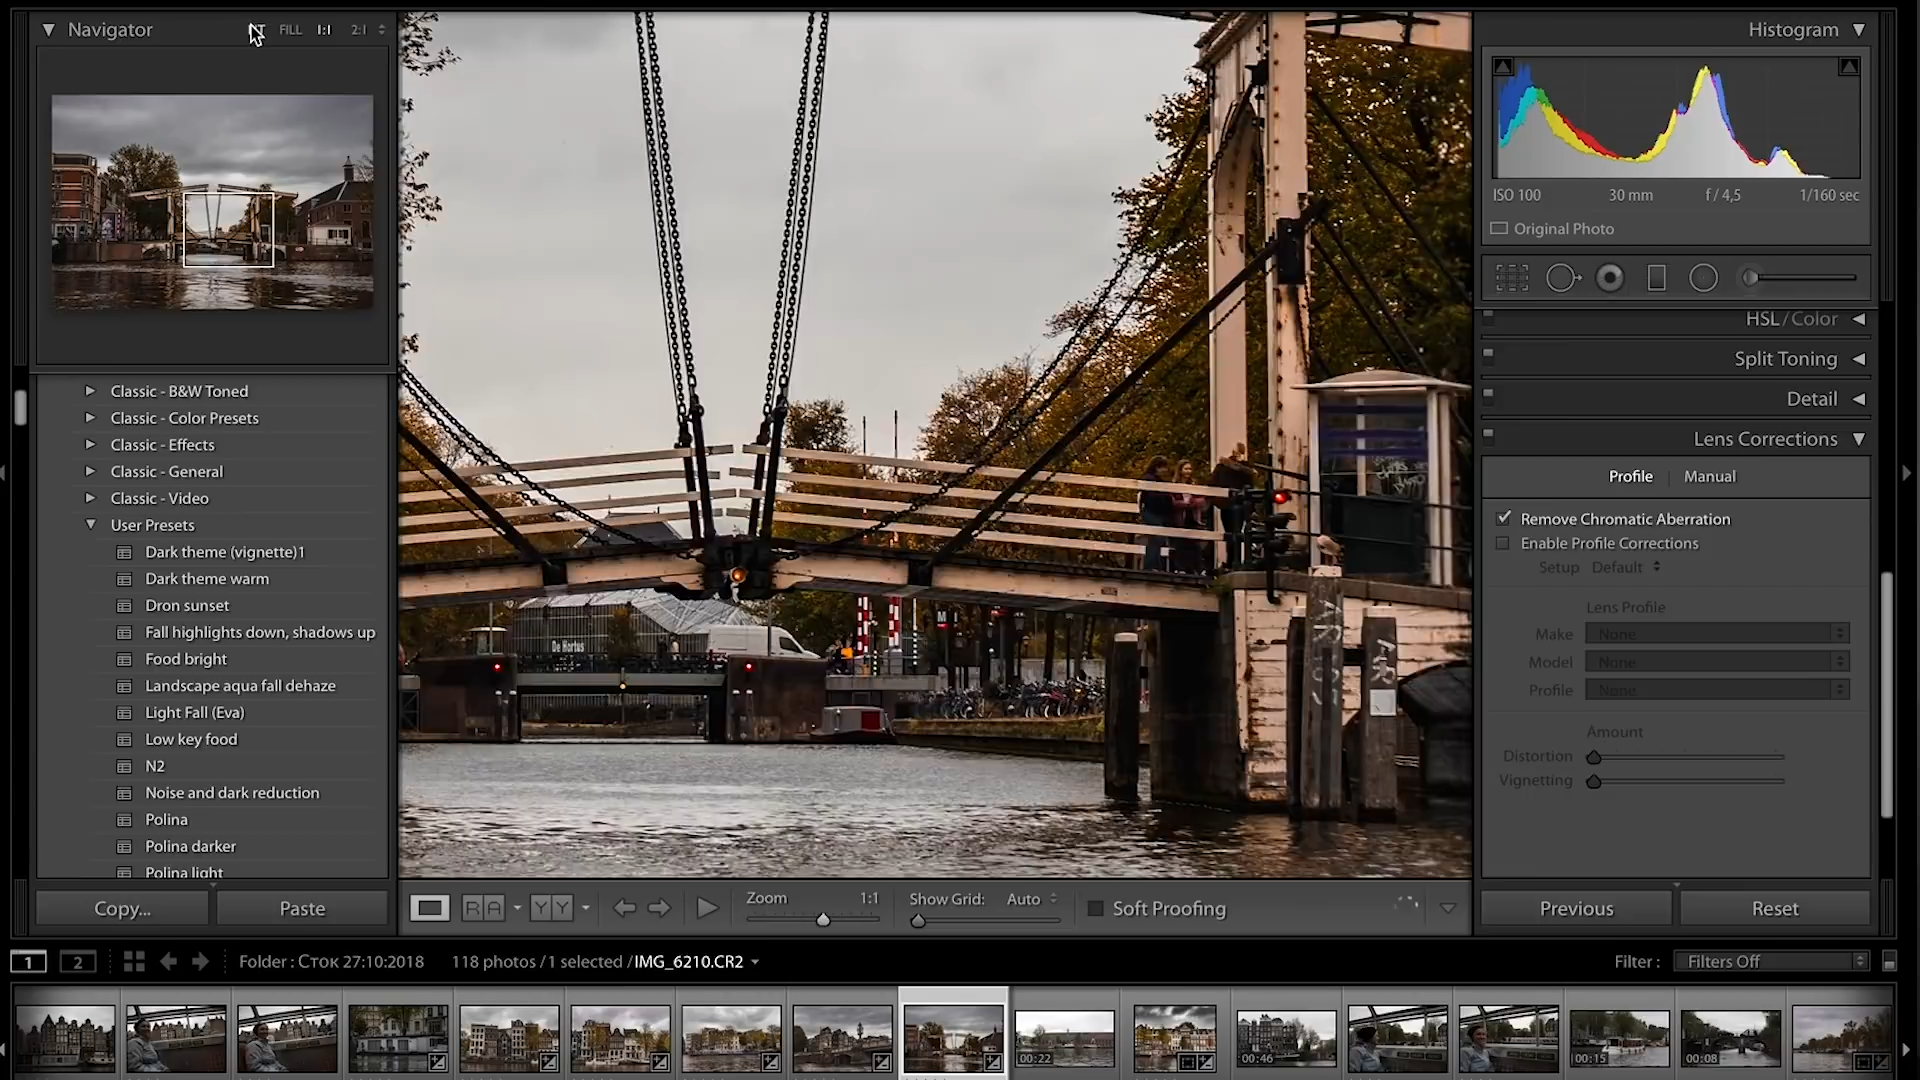 Navigator
FILL 1:1 2:1
Classic - B&W Toned
Classic - Color Presets
Classic - Effects
Classic - General
Classic - Video
User Presets
Dark theme (vignette)1
Dark theme warm
Dron sunset
Fall highlights down, shadows up
Food bright
Landscape aqua fall dehaze
Light Fall (Eva)
Low key food
N2
Noise and dark reduction
Polina
Polina darker
Polina light
Copy...
Paste
De Hortus
R A
Y Y
Zoom 1:1
Show Grid: Auto
Soft Proofing
Histogram
ISO 100 30 mm f / 4,5 1/160 sec
Original Photo
HSL / Color
Split Toning
Detail
Lens Corrections
Profile | Manual
Remove Chromatic Aberration
Enable Profile Corrections
Setup Default
Lens Profile
Make None
Model None
Profile None
Amount
Distortion
Vignetting
Previous
Reset
1 2 Folder : Сток 27:10:2018 118 photos / 1 selected / IMG_6210.CR2
Filter : Filters Off
00:22
00:46
00:15
00:08